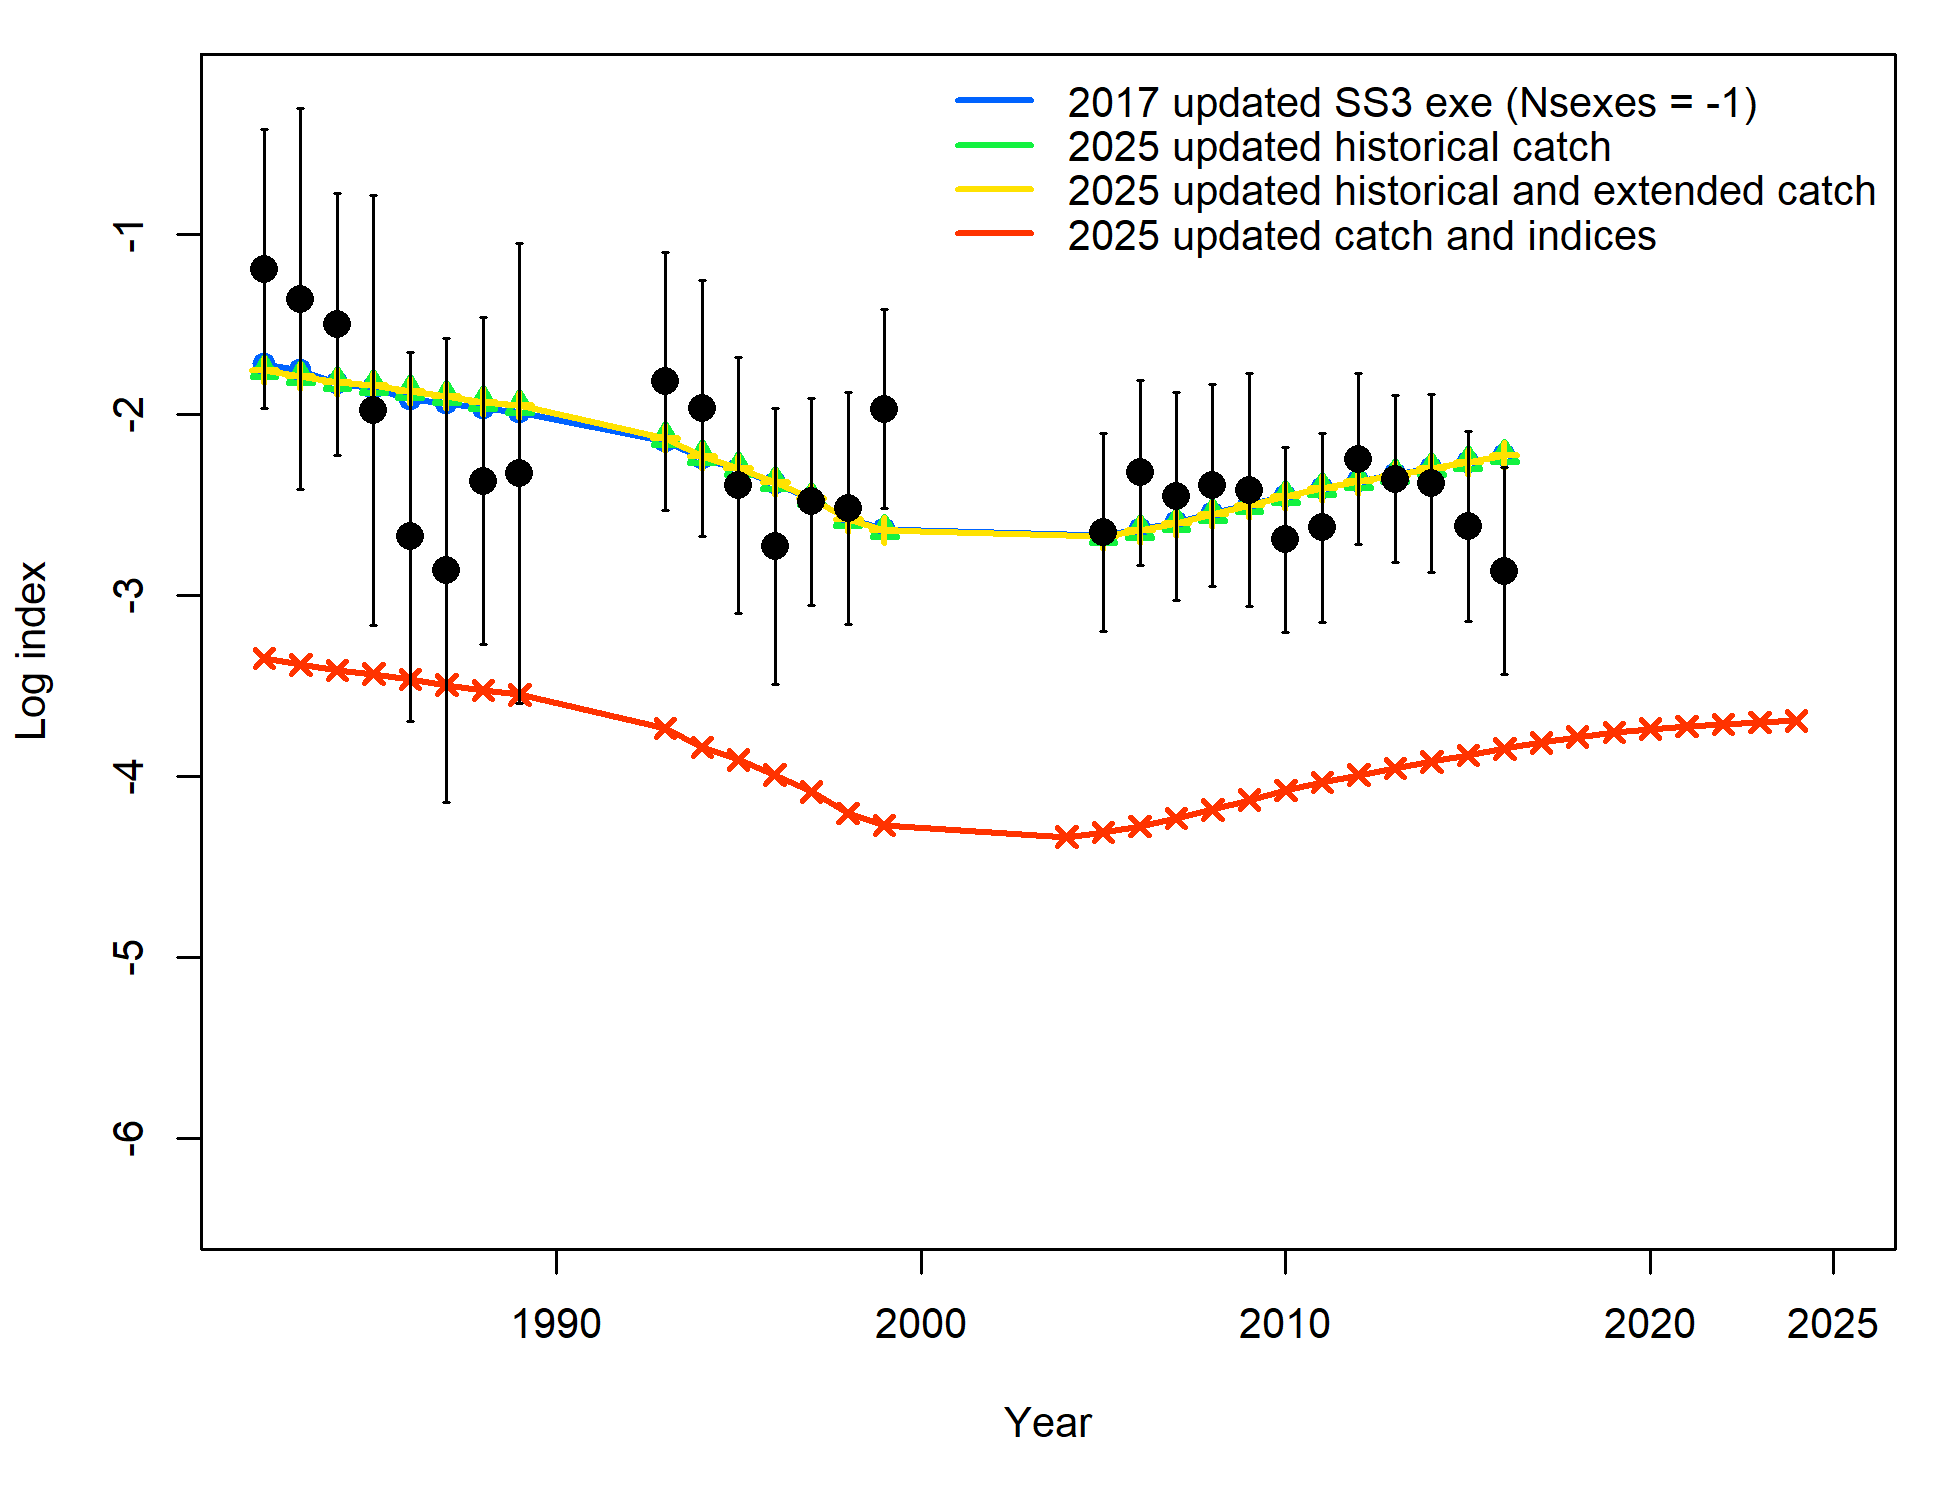 2017 updated SS3 exe (Nsexes = -1)
2025 updated historical catch
2025 updated historical and extended catch
2025 updated catch and indices
Log index
-1
-2
-3
-4
-5
-6
1990
2000
2010
2020
2025
Year